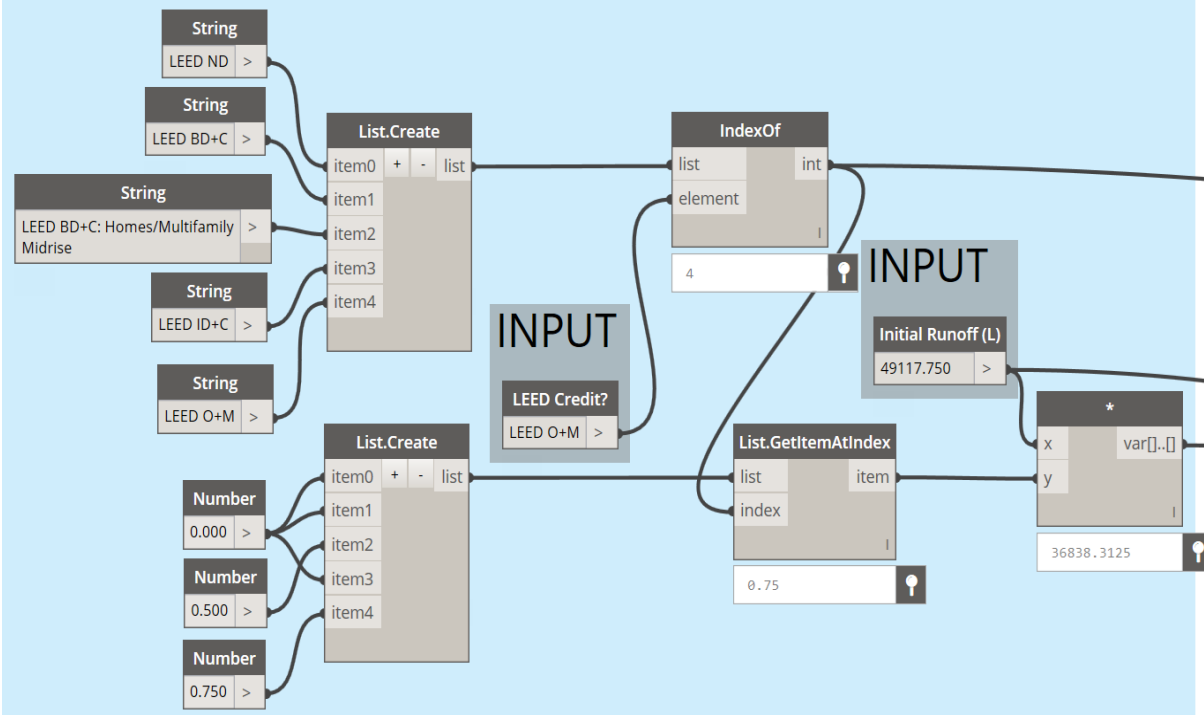 String
LEED ND >
String
LEED BD+C >
String
LEED BD+C: Homes/Multifamily
Midrise
>
String
LEED ID+C >
String
LEED O+M >
List.Create
item0 + - list
item1
item2
item3
item4
IndexOf
list int
element
l
4
INPUT
LEED Credit?
LEED O+M >
INPUT
Initial Runoff (L)
49117.750 >
Number
0.000 >
Number
0.500 >
Number
0.750 >
List.Create
item0 + - list
item1
item2
item3
item4
List.GetItemAtIndex
list item
index
l
0.75
*
x var[]..[]
y
l
36838.3125